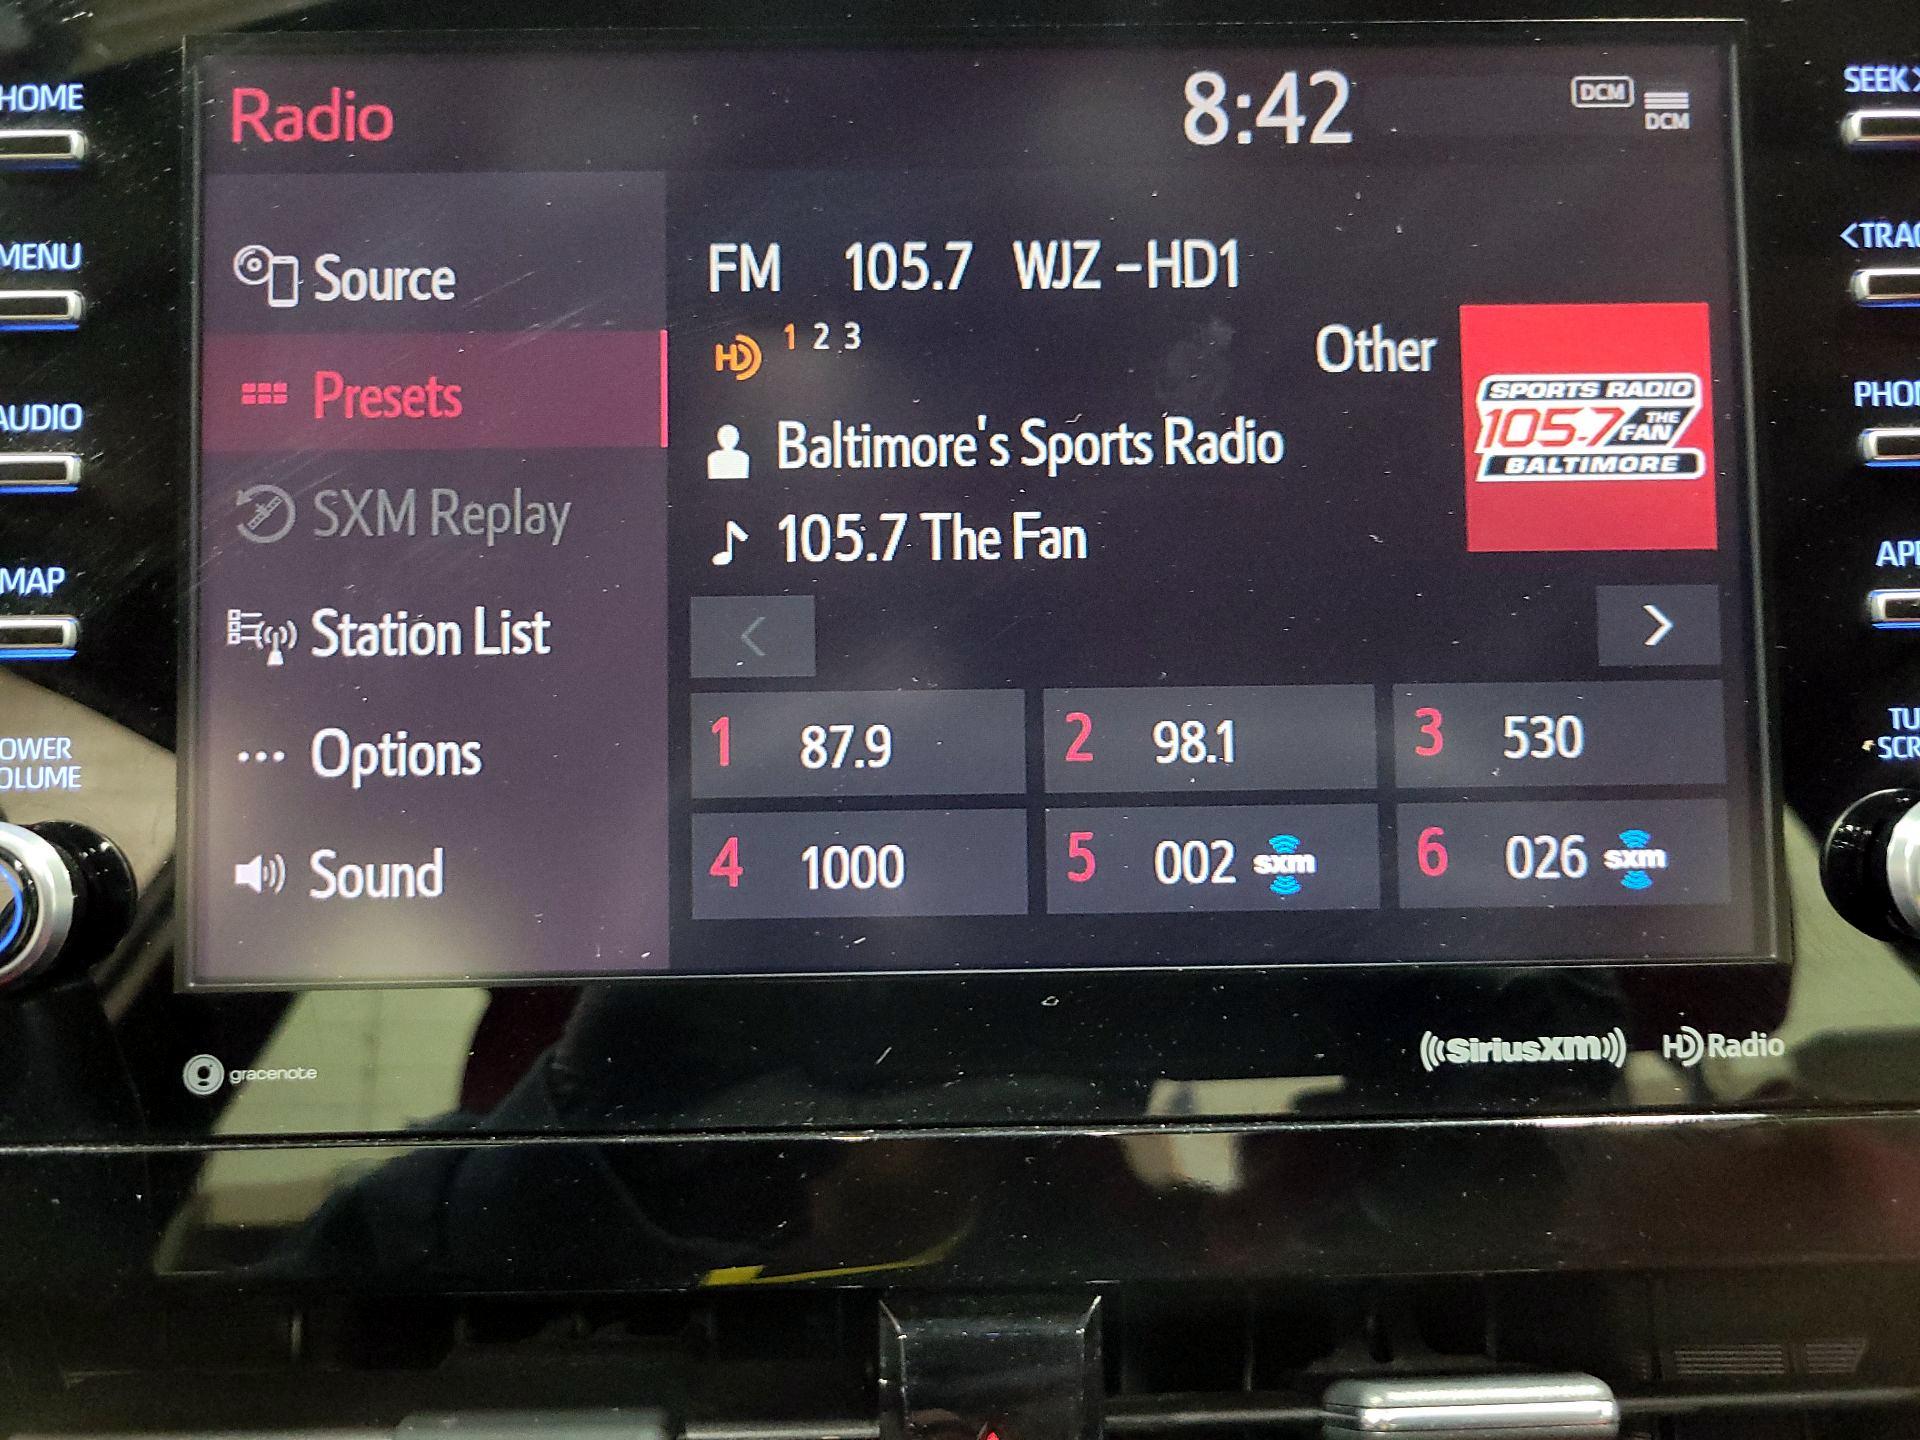 HOME
MENU
AUDIO
MAP
OWER
OLUME
Radio
8:42
DCM
DCM
Source
Presets
SXM Replay
Station List
Options
Sound
FM 105.7 WJZ -HD1
HD 1 2 3
Other
Baltimore's Sports Radio
105.7 The Fan
SPORTS RADIO
105.7 THE FAN
BALTIMORE
<
>
1 87.9
2 98.1
3 530
4 1000
5 002 sxm
6 026 sxm
SEEK >
<TRAC
PHO
AP
TU
SCR
gracenote
((SiriusXM))
HD Radio